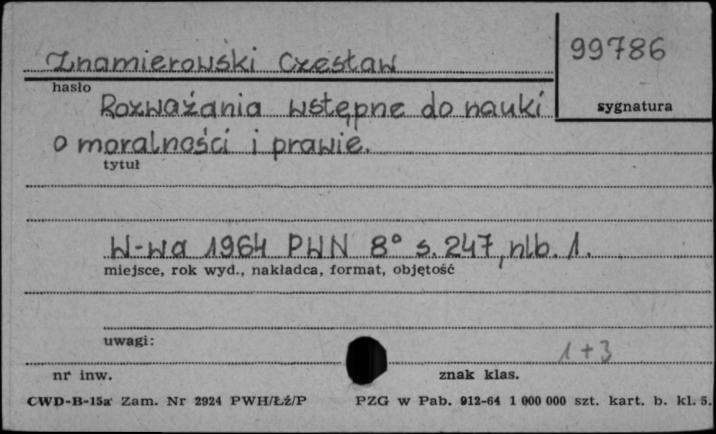 Znamierowski Czesław
99786
hasło
sygnatura
Rozważania wstępne do nauki
o moralności i prawie.
tytuł
W-wa 1964 PWN 8° s. 247, nlb. 1.
miejsce, rok wyd., nakładca, format, objętość
uwagi:
1+3
nr inw.
znak klas.
CWD-B-15a Zam. Nr 2924 PWH/Łź/P PZG w Pab. 912-64 1 000 000 szt. kart. b. kl. 5.